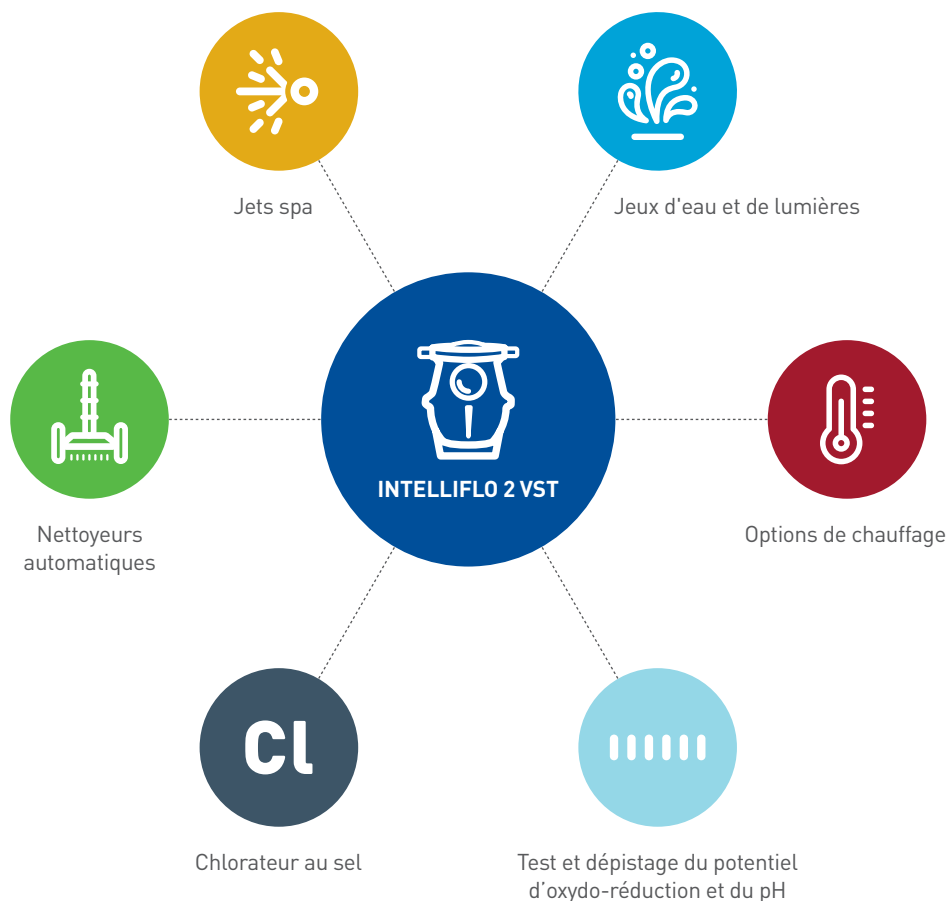 Jets spa
Jeux d'eau et de lumières
INTELLIFLO 2 VST
Nettoyeurs
automatiques
Options de chauffage
Cl
Chlorateur au sel
Test et dépistage du potentiel
d’oxydo-réduction et du pH